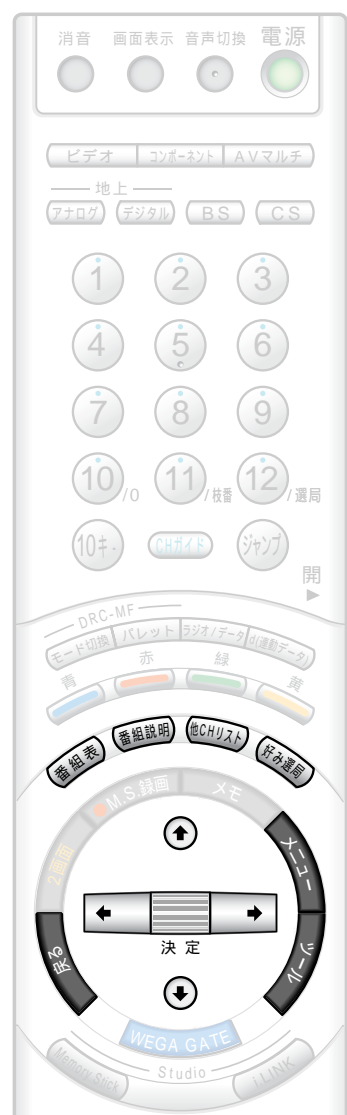 消音 画面表示 音声切換 電源
ビデオ コンポーネント AVマルチ
地上
アナログ デジタル BS CS
1 2 3
4 5 6
7 8 9
10 /0 11 /枝番 12 /選局
10キー CHガイド ジャンプ
開
DRC-MF
モード切換 パレット ラジオ/データ d(連動データ)
青 赤 緑 黄
番組表 番組説明 他CHリスト 好み選局
2画面 M.S.録画 メモ メニュー
決定
戻る ツール
WEGA GATE
Studio
Memory Stick i.LINK